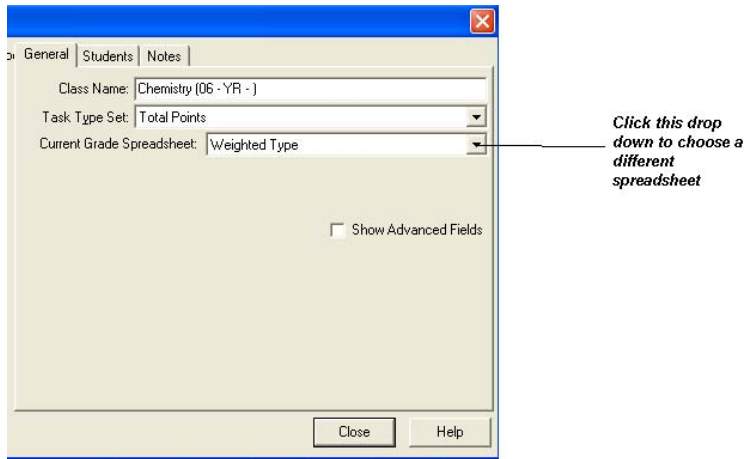 General Students Notes
Class Name: Chemistry (06 - YR - )
Task Type Set: Total Points
Current Grade Spreadsheet: Weighted Type
Click this drop
down to choose a
different
spreadsheet
Show Advanced Fields
Close Help